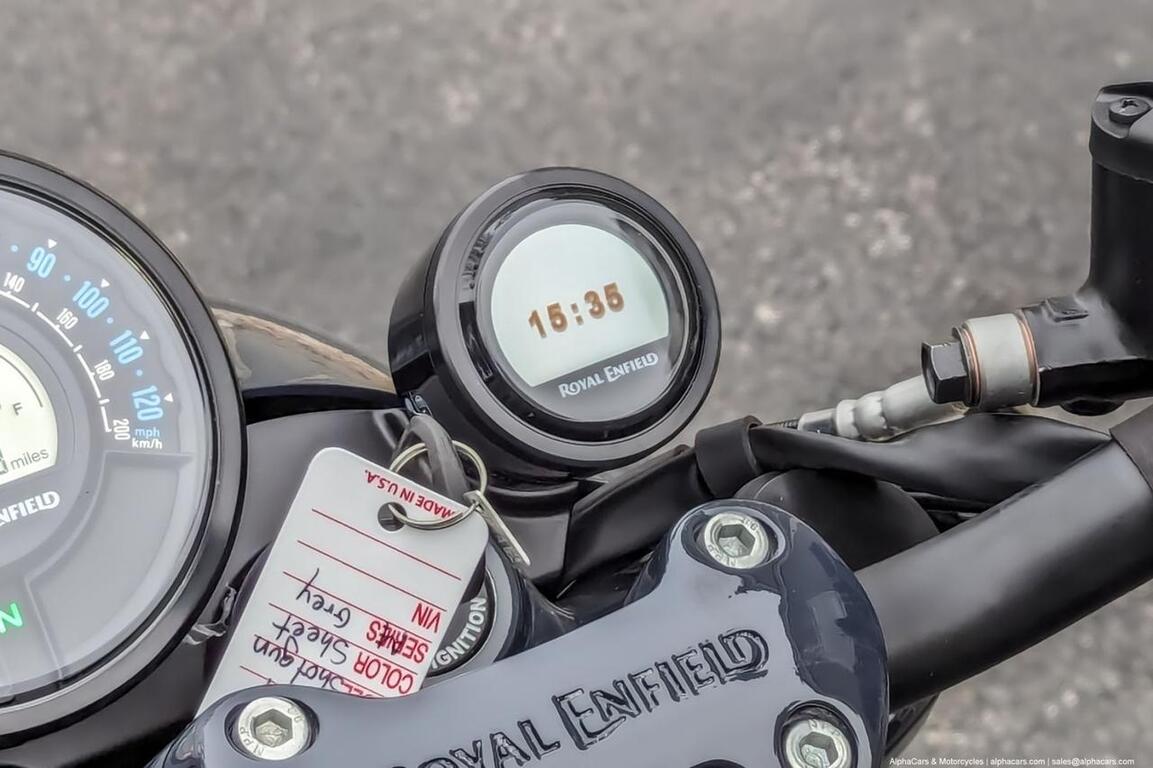 90
100
110
120
mph
km/h
140
160
180
200
F
miles
NFIELD
N
15:35
ROYAL ENFIELD
MADE IN U.S.A.
VIN
SERIES
Grey
COLOR
Sheet
Shotgun
IGNITION
ROYAL ENFIELD
AlphaCars & Motorcycles | alphacars.com | sales@alphacars.com